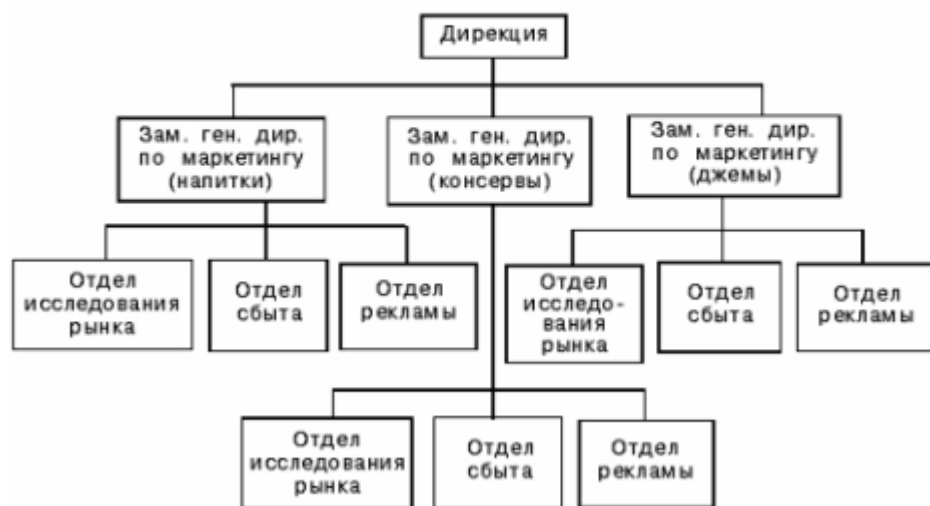 Дирекция
Зам. ген. дир.
по маркетингу
(напитки)
Зам. ген. дир.
по маркетингу
(консервы)
Зам. ген. дир.
по маркетингу
(джемы)
Отдел
исследования
рынка
Отдел
сбыта
Отдел
рекламы
Отдел
исследо-
вания
рынка
Отдел
сбыта
Отдел
рекламы
Отдел
исследования
рынка
Отдел
сбыта
Отдел
рекламы